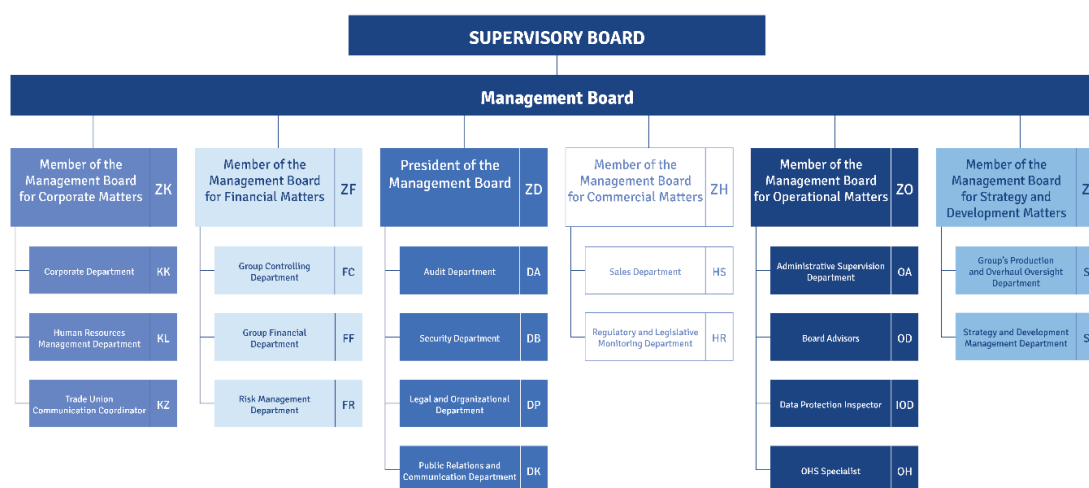 SUPERVISORY BOARD
Management Board
Member of the
Management Board
for Corporate Matters
ZK
Corporate Department
KK
Human Resources
Management Department
KL
Trade Union
Communication Coordinator
KZ
Member of the
Management Board
for Financial Matters
ZF
Group Controlling
Department
FC
Group Financial
Department
FF
Risk Management
Department
FR
President of the
Management Board
ZD
Audit Department
DA
Security Department
DB
Legal and Organizational
Department
DP
Public Relations and
Communication Department
DK
Member of the
Management Board
for Commercial Matters
ZH
Sales Department
HS
Regulatory and Legislative
Monitoring Department
HR
Member of the
Management Board
for Operational Matters
ZO
Administrative Supervision
Department
OA
Board Advisors
OD
Data Protection Inspector
IOD
OHS Specialist
OH
Member of the
Management Board
for Strategy and
Development Matters
Group's Production
and Overhaul Oversight
Department
Strategy and Development
Management Department